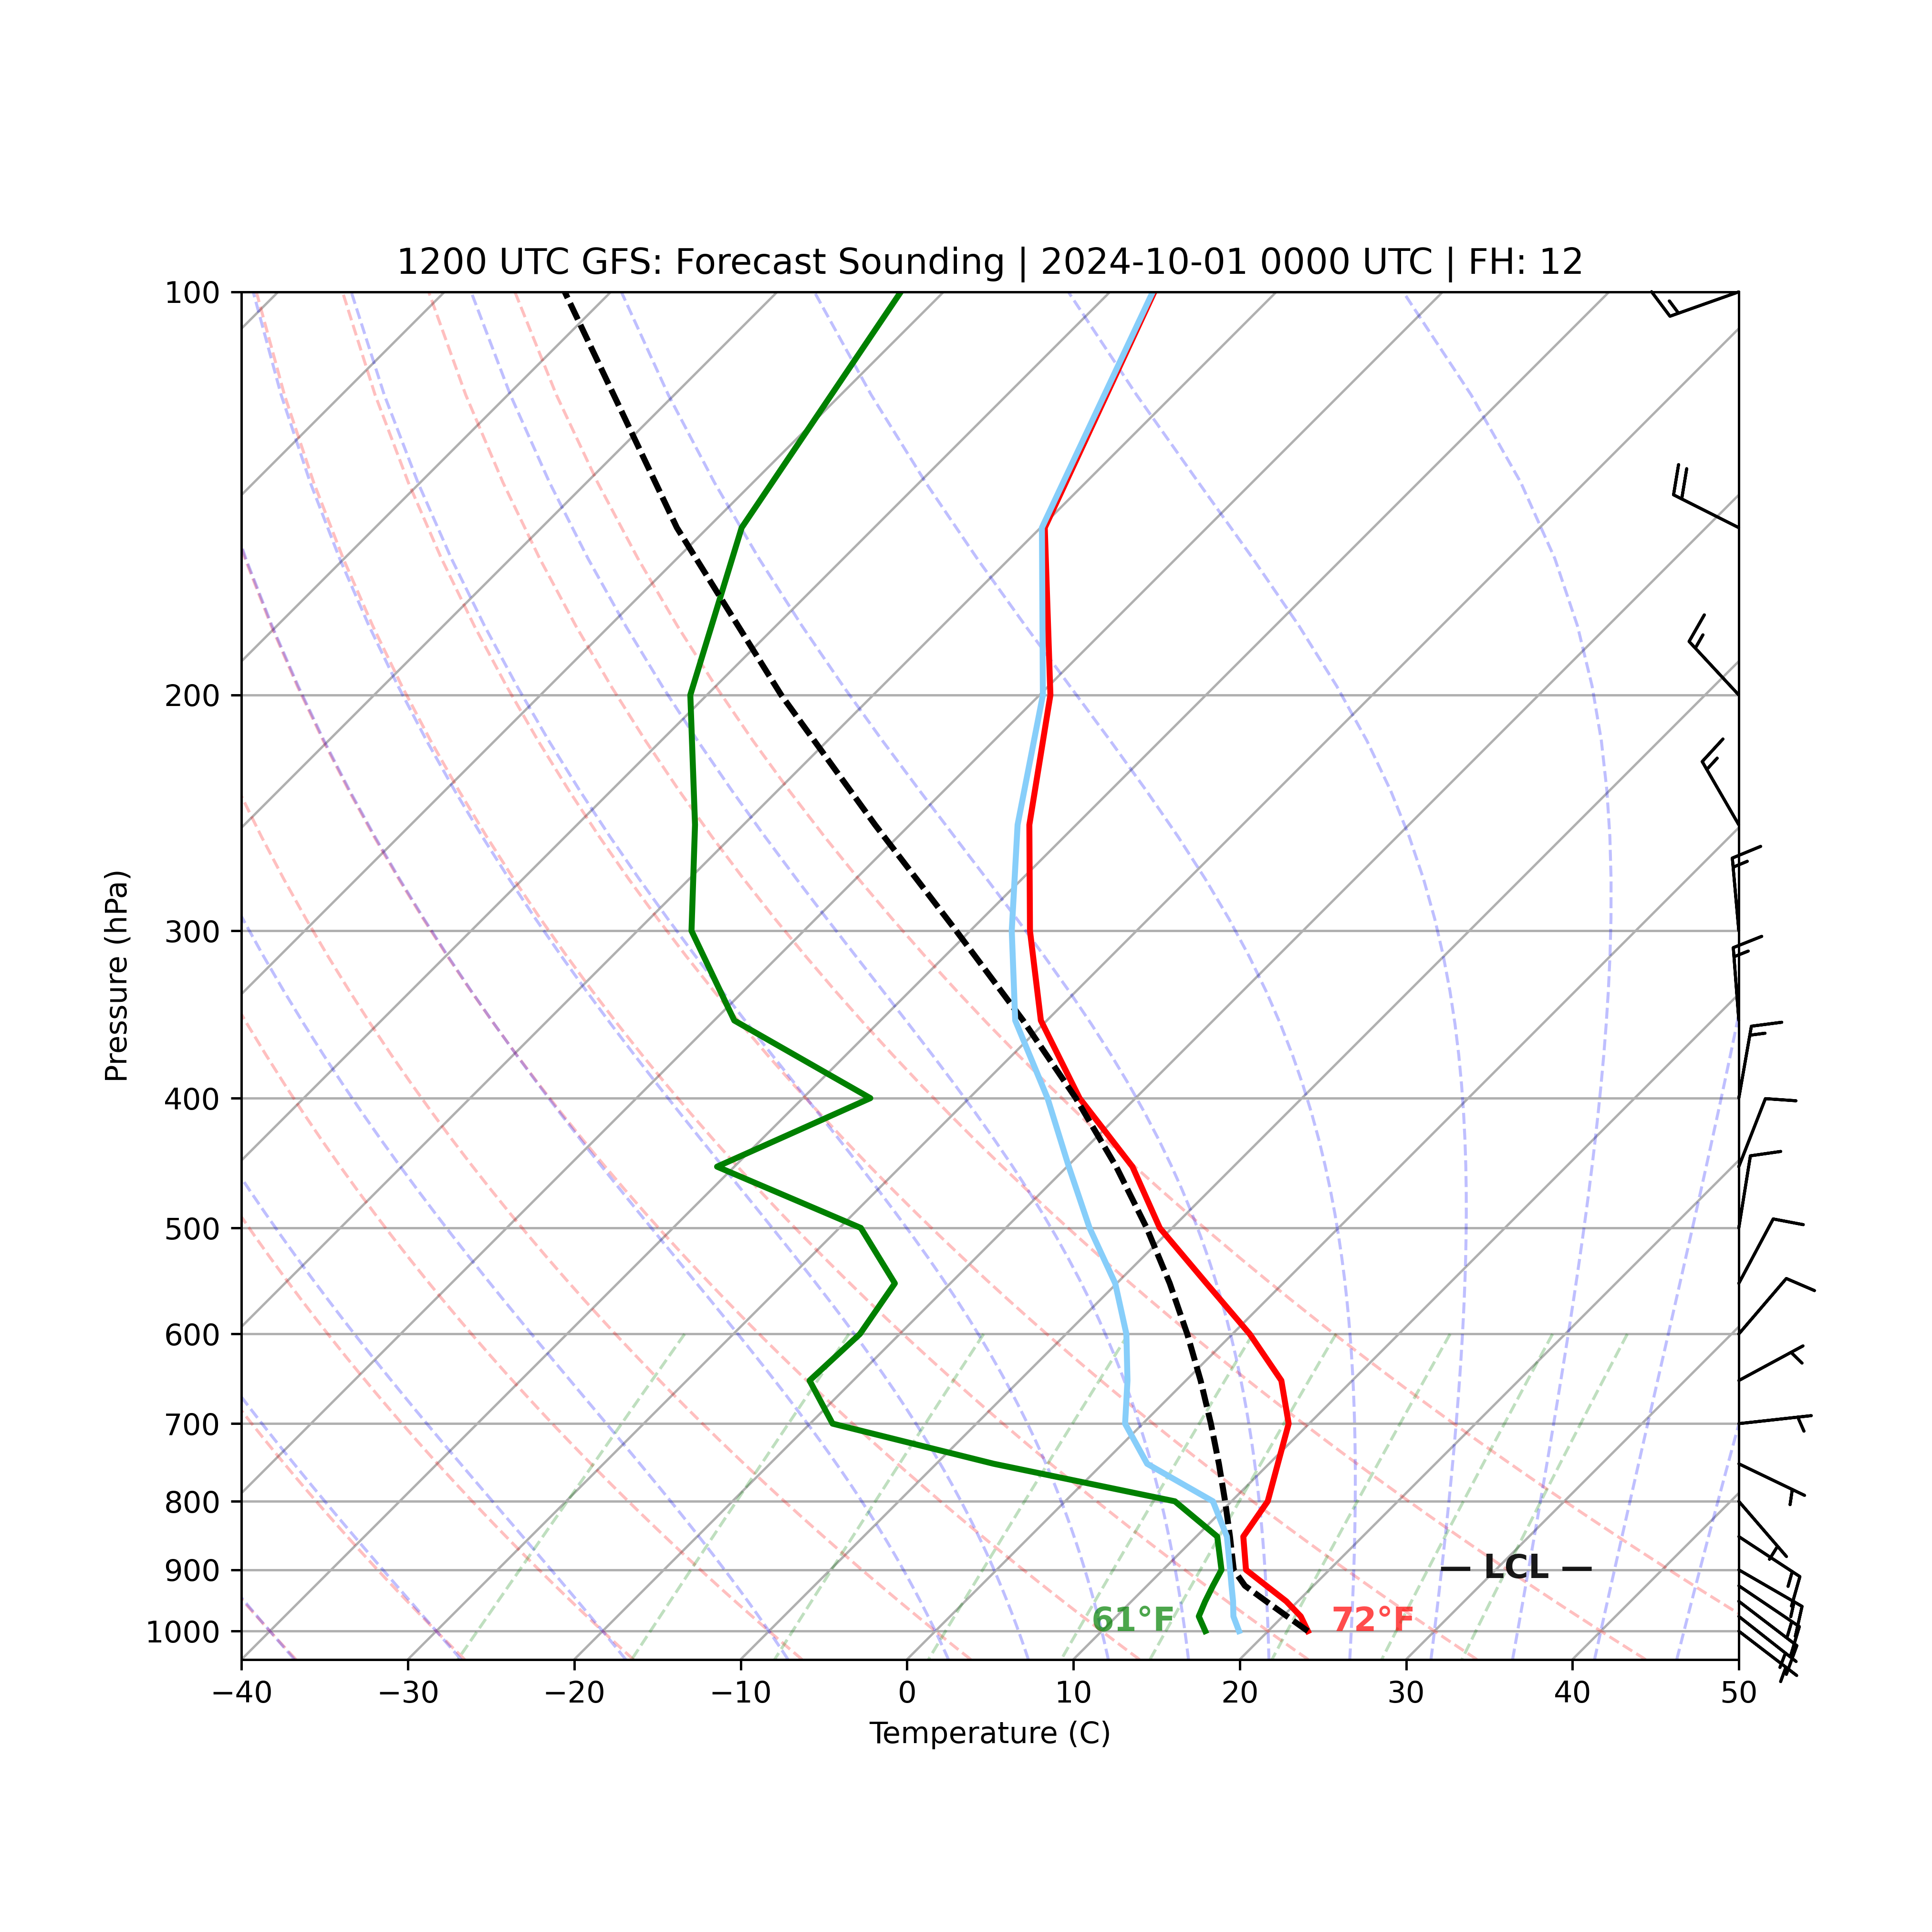 1200 UTC GFS: Forecast Sounding | 2024-10-01 0000 UTC | FH: 12
100
200
300
400
500
600
700
800
900
1000
Pressure (hPa)
— LCL —
61°F
72°F
−40 −30 −20 −10 0 10 20 30 40 50
Temperature (C)